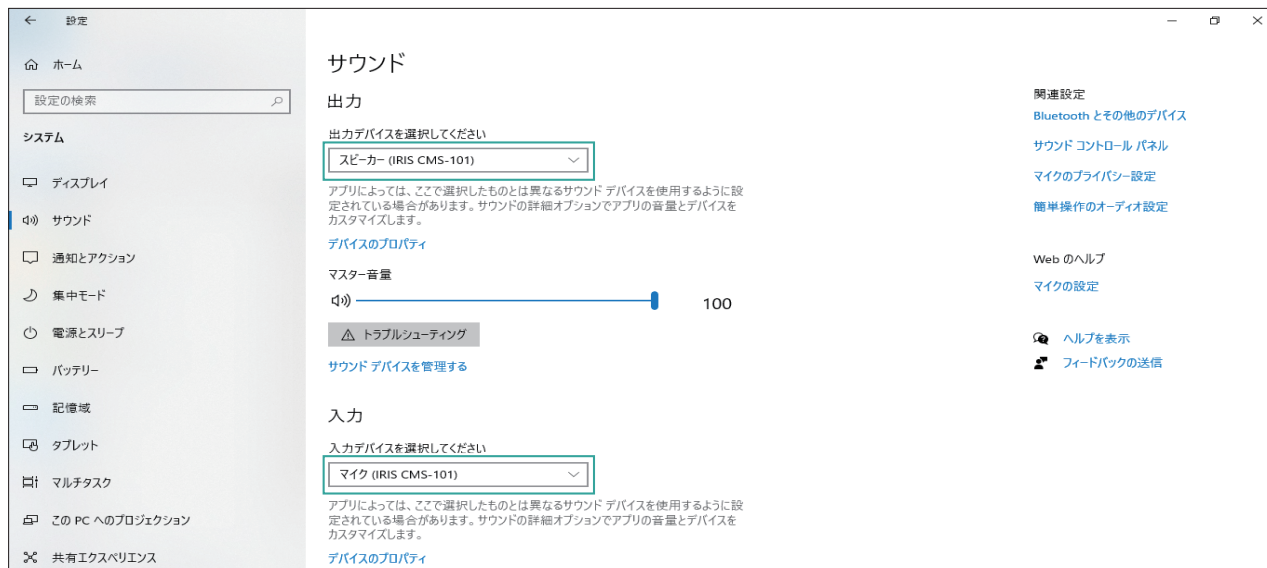 設定
ホーム
設定の検索
システム
ディスプレイ
サウンド
通知とアクション
集中モード
電源とスリープ
バッテリー
記憶域
タブレット
マルチタスク
この PC へのプロジェクション
共有エクスペリエンス
サウンド
出力
出力デバイスを選択してください
スピーカー (IRIS CMS-101)
アプリによっては、ここで選択したものとは異なるサウンド デバイスを使用するように設
定されている場合があります。サウンドの詳細オプションでアプリの音量とデバイスを
カスタマイズします。
デバイスのプロパティ
マスター音量
100
トラブルシューティング
サウンド デバイスを管理する
入力
入力デバイスを選択してください
マイク (IRIS CMS-101)
アプリによっては、ここで選択したものとは異なるサウンド デバイスを使用するように設
定されている場合があります。サウンドの詳細オプションでアプリの音量とデバイスを
カスタマイズします。
デバイスのプロパティ
関連設定
Bluetooth とその他のデバイス
サウンド コントロール パネル
マイクのプライバシー設定
簡単操作のオーディオ設定
Web のヘルプ
マイクの設定
ヘルプを表示
フィードバックの送信